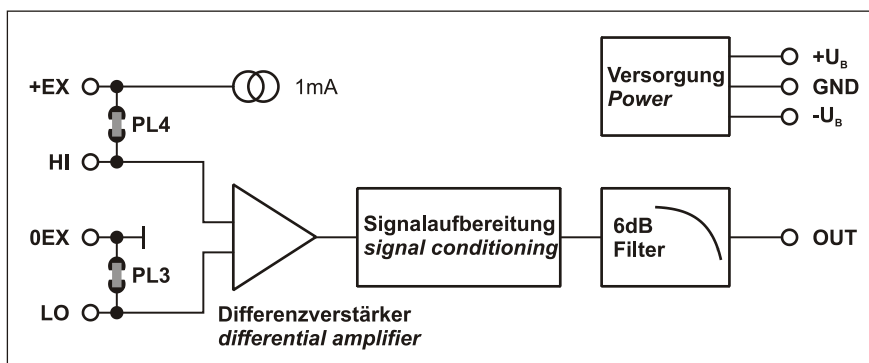 +EX
1mA
PL4
HI
0EX
PL3
LO
Differenzverstärker
differential amplifier
Signalaufbereitung
signal conditioning
6dB
Filter
OUT
Versorgung
Power
+UB
GND
-UB